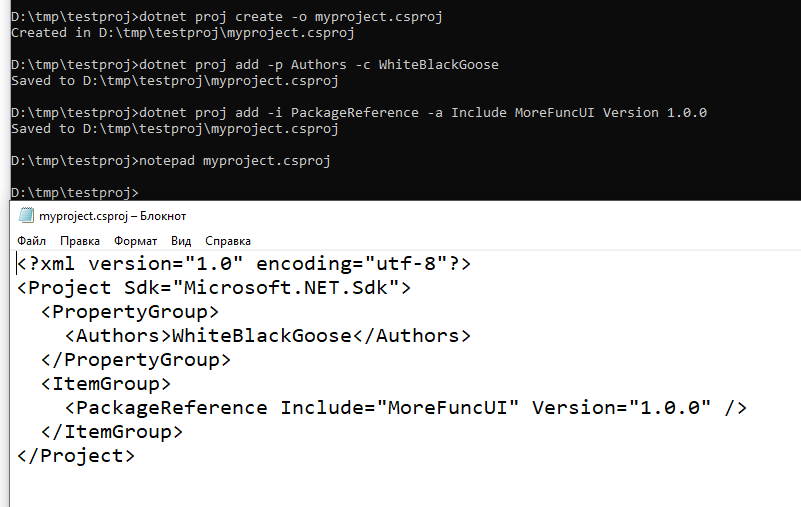 D:\tmp\testproj>dotnet proj create -o myproject.csproj
Created in D:\tmp\testproj\myproject.csproj
D:\tmp\testproj>dotnet proj add -p Authors -c WhiteBlackGoose
Saved to D:\tmp\testproj\myproject.csproj
D:\tmp\testproj>dotnet proj add -i PackageReference -a Include MoreFuncUI Version 1.0.0
Saved to D:\tmp\testproj\myproject.csproj
D:\tmp\testproj>notepad myproject.csproj
D:\tmp\testproj>
myproject.csproj – Блокнот
Файл Правка Формат Вид Справка
<?xml version="1.0" encoding="utf-8"?>
<Project Sdk="Microsoft.NET.Sdk">
  <PropertyGroup>
    <Authors>WhiteBlackGoose</Authors>
  </PropertyGroup>
  <ItemGroup>
    <PackageReference Include="MoreFuncUI" Version="1.0.0" />
  </ItemGroup>
</Project>